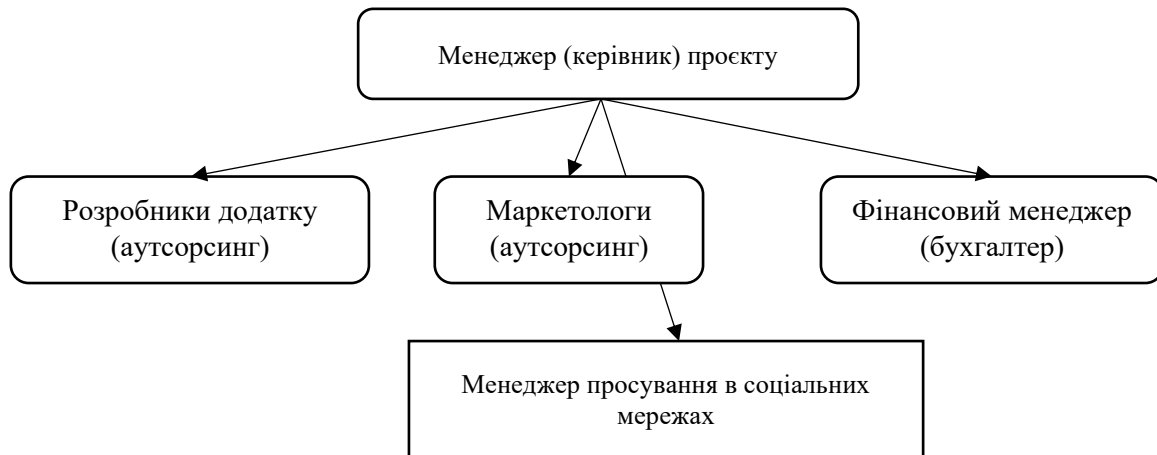 Менеджер (керівник) проєкту
Розробники додатку
(аутсорсинг)
Маркетологи
(аутсорсинг)
Фінансовий менеджер
(бухгалтер)
Менеджер просування в соціальних
мережах